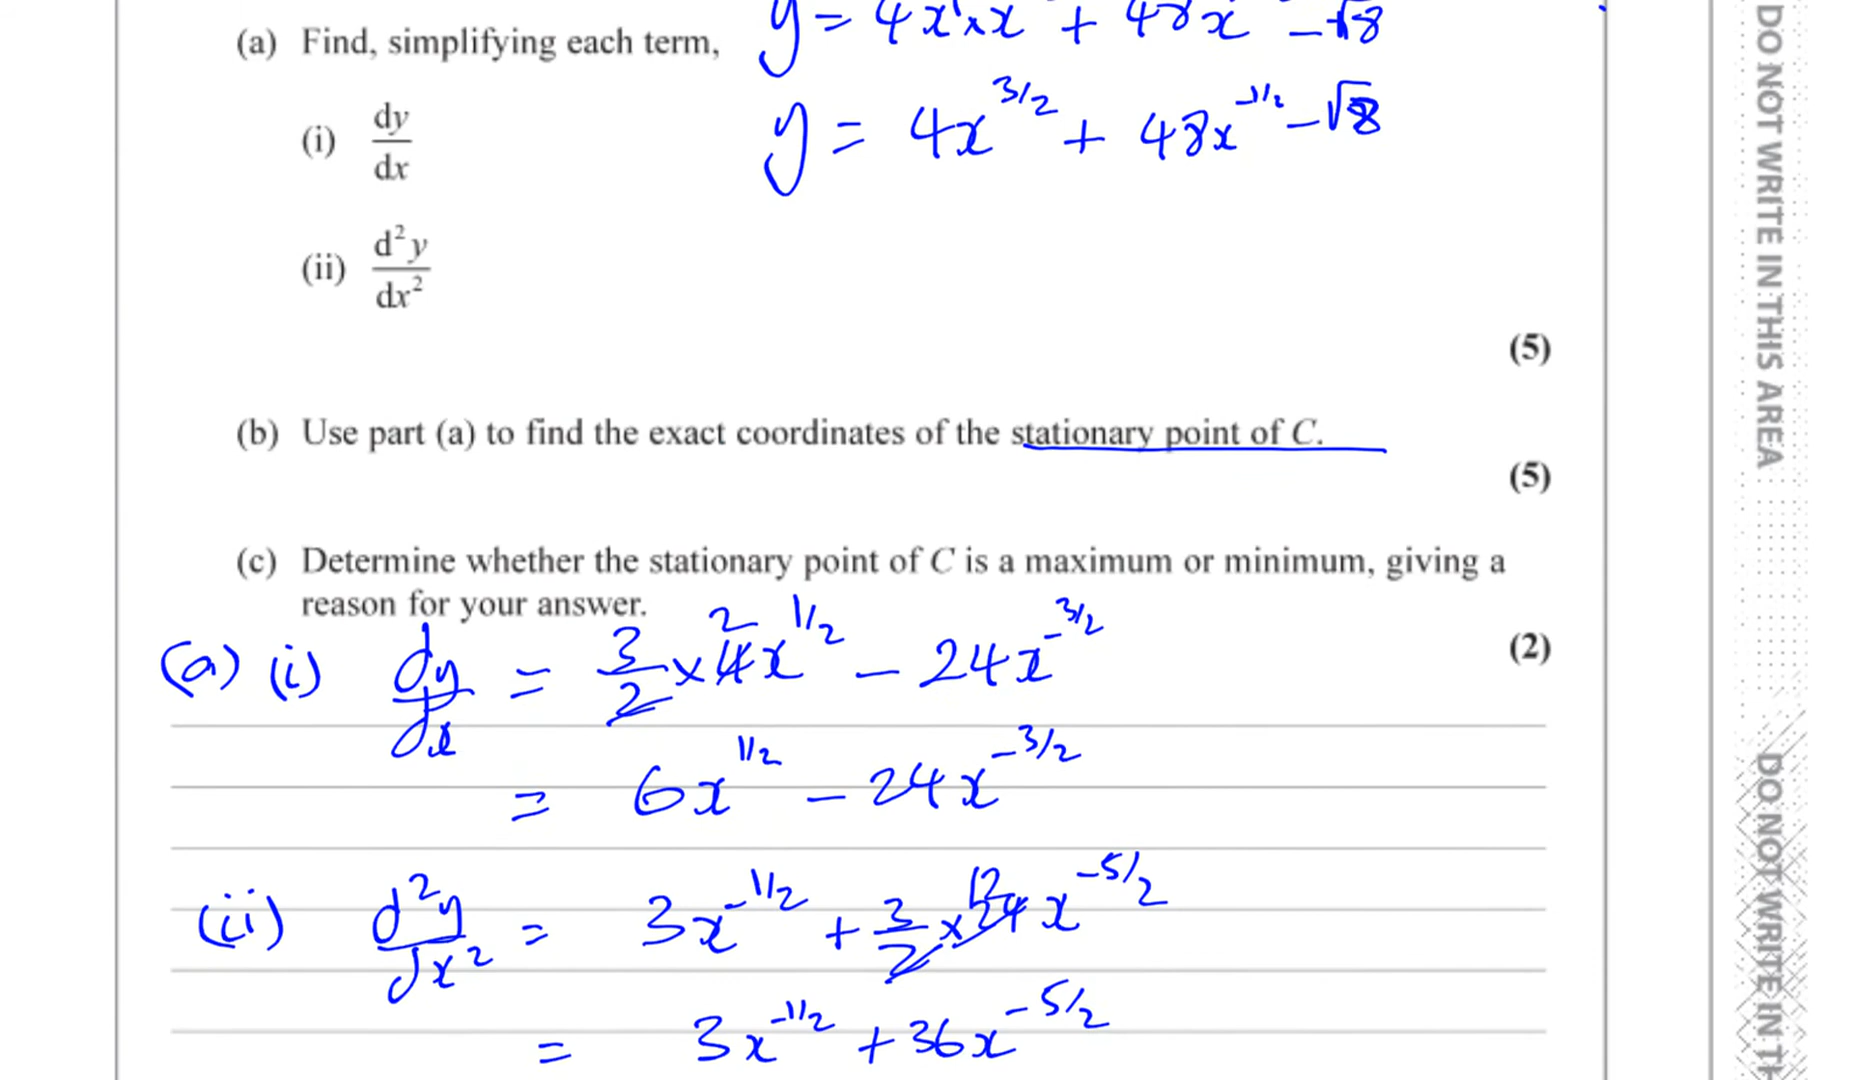 y = 4x¹ × x + 48x - √8
(a) Find, simplifying each term,
y = 4x^{3/2} + 48x^{-1/2} - √8
(i) dy/dx
(ii) d²y/dx²
(5)
(b) Use part (a) to find the exact coordinates of the stationary point of C.
(5)
(c) Determine whether the stationary point of C is a maximum or minimum, giving a
reason for your answer.
(2)
(a) (i) dy/dx = 3/2 × 4 2 x^{1/2} - 24x^{-3/2}
= 6x^{1/2} - 24x^{-3/2}
(ii) d²y/dx² = 3x^{-1/2} + 3/2 × 24 12 x^{-5/2}
= 3x^{-1/2} + 36x^{-5/2}
DO NOT WRITE IN THIS AREA
DO NOT WRITE IN TH